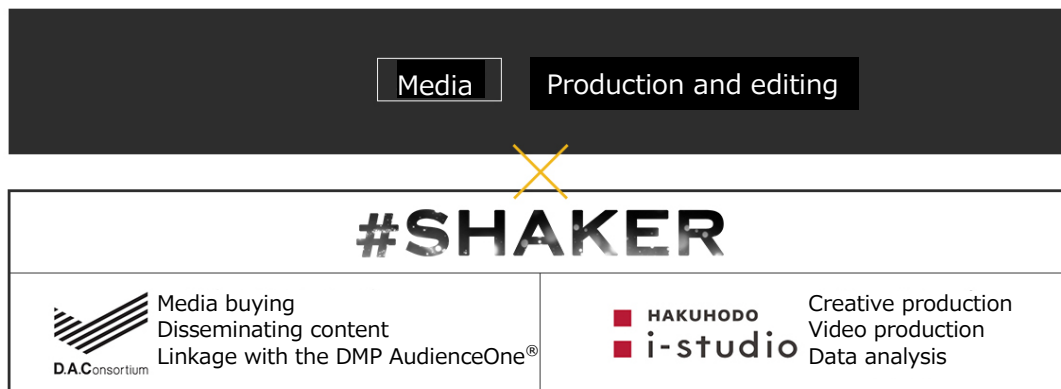 Media
Production and editing
#SHAKER
D.A.Consortium
Media buying
Disseminating content
Linkage with the DMP AudienceOne®
HAKUHODO
i-studio
Creative production
Video production
Data analysis